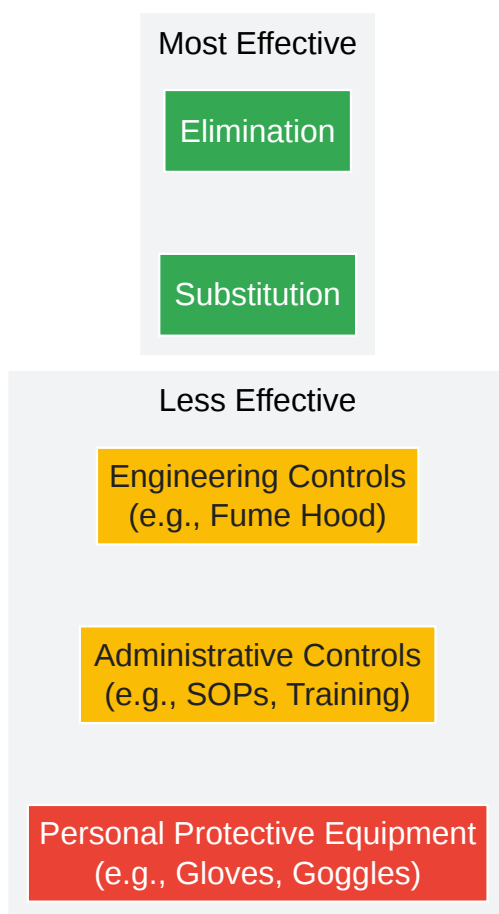 Most Effective
Elimination
Substitution
Less Effective
Engineering Controls
(e.g., Fume Hood)
Administrative Controls
(e.g., SOPs, Training)
Personal Protective Equipment
(e.g., Gloves, Goggles)